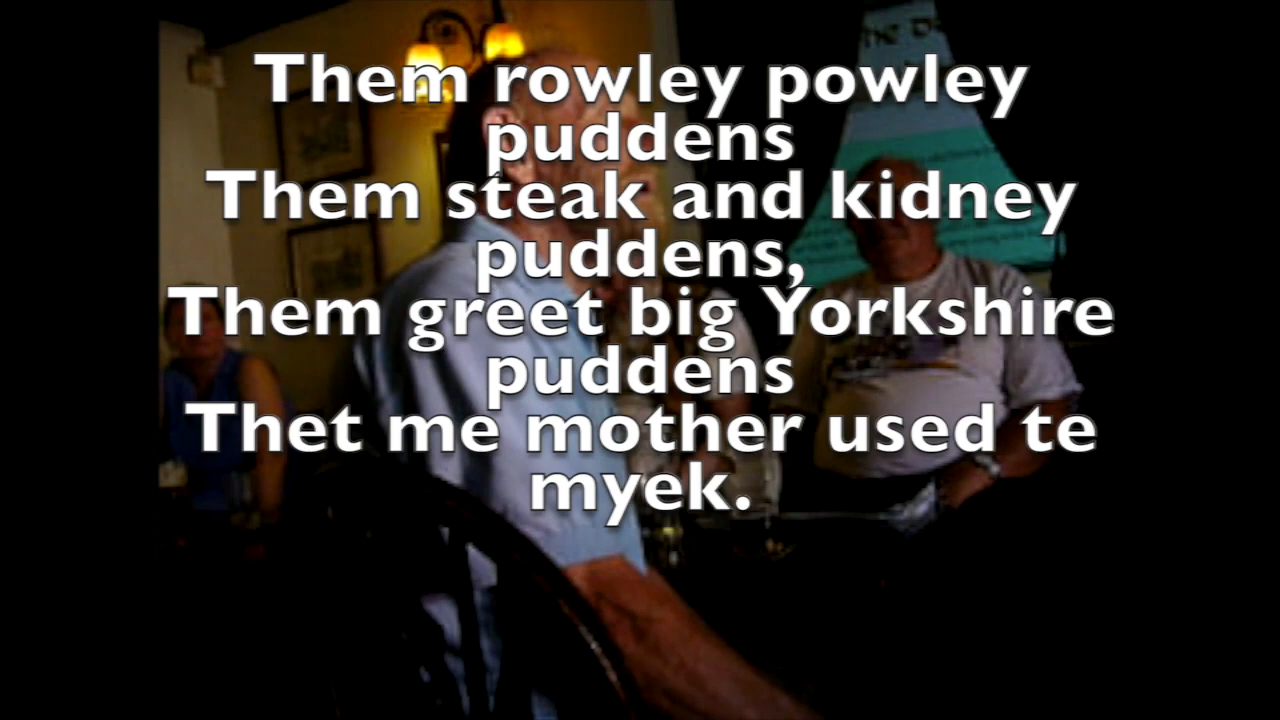 Them rowley powley
puddens
Them steak and kidney
puddens,
Them greet big Yorkshire
puddens
Thet me mother used te
myek.